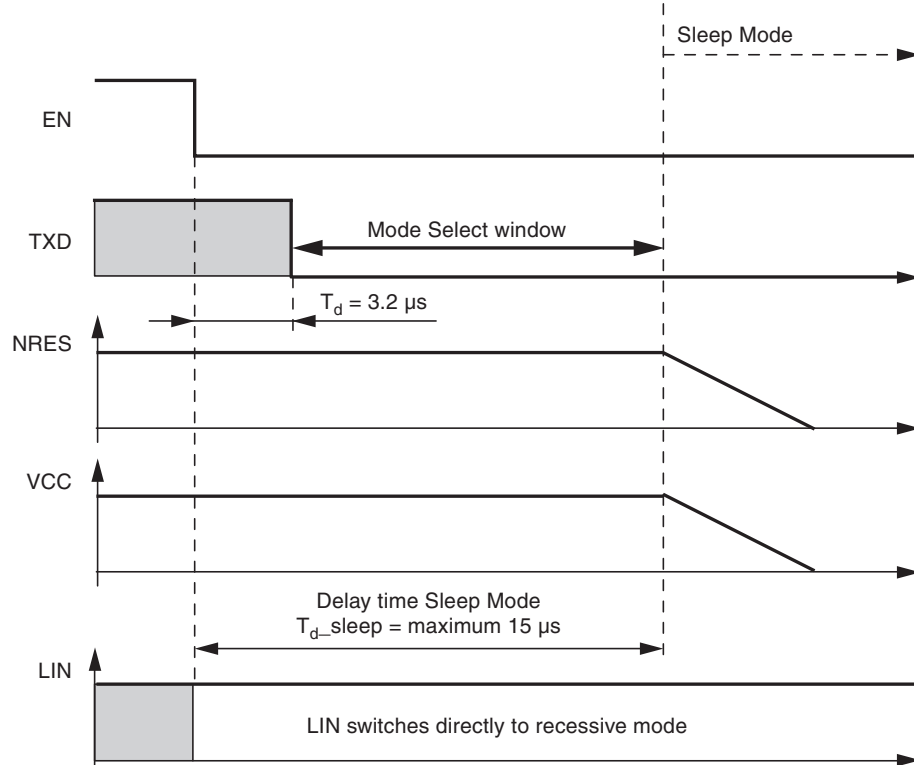 Sleep Mode
EN
TXD
Mode Select window
T_d = 3.2 µs
NRES
VCC
Delay time Sleep Mode
T_d_sleep = maximum 15 µs
LIN
LIN switches directly to recessive mode